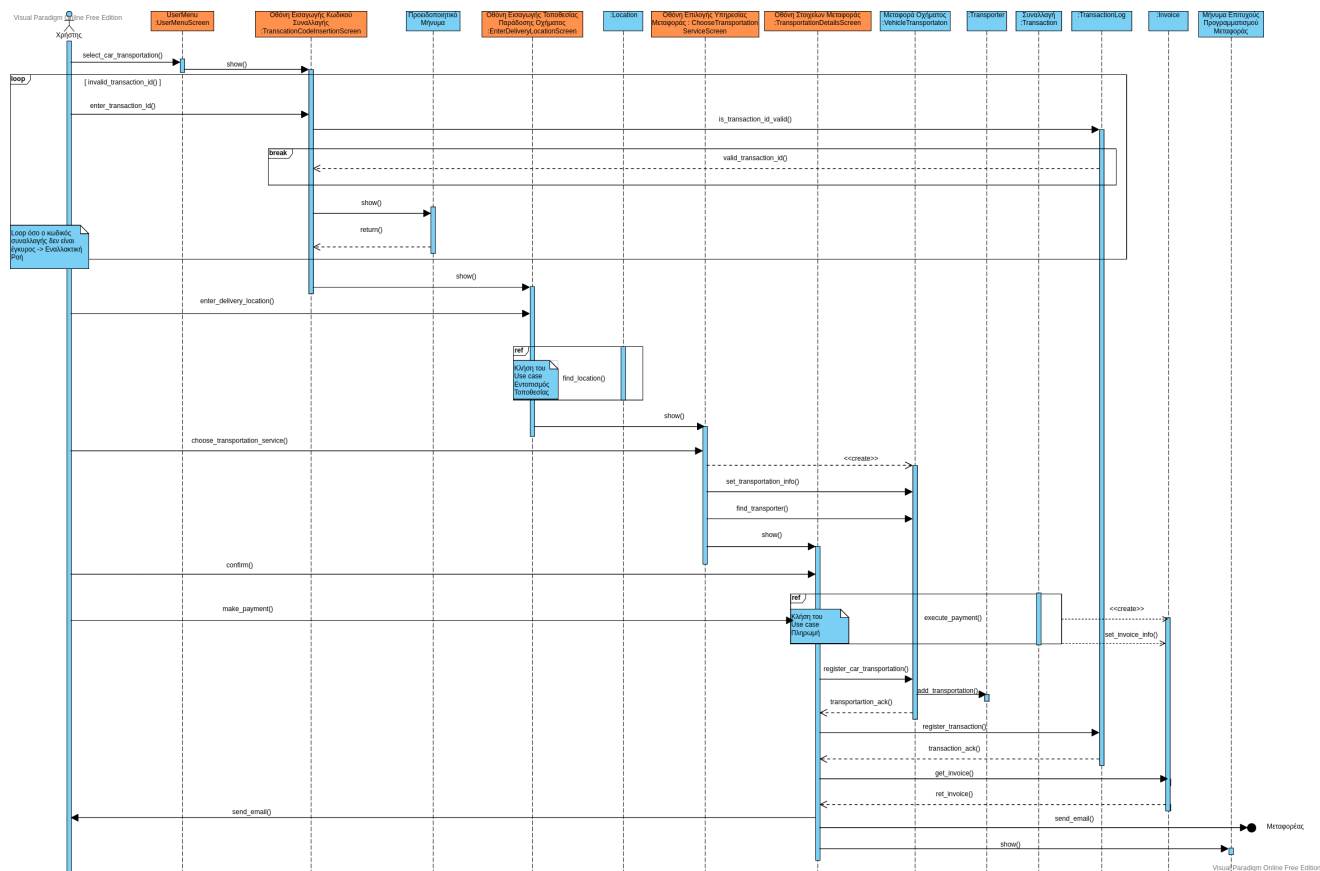 Visual Paradigm Online Free Edition
Χρήστης
UserMenu
:UserMenuScreen
Οθόνη Εισαγωγής Κωδικού
Συναλλαγής
:TranscationCodeInsertionScreen
Προειδοποιητικό
Μήνυμα
Οθόνη Εισαγωγής Τοποθεσίας
Παράδοσης Οχήματος
:EnterDeliveryLocationScreen
:Location
Οθόνη Επιλογής Υπηρεσίας
Μεταφοράς : ChooseTransportation
ServiceScreen
Οθόνη Στοιχείων Μεταφοράς
:TransportationDetailsScreen
Μεταφορά Οχήματος
:VehicleTransportaton
:Transporter
Συναλλαγή
:Transaction
:TransactionLog
:Invoice
Μήνυμα Επιτυχούς
Προγραμματισμού
Μεταφοράς
select_car_transportation()
show()
loop
[ invalid_transaction_id() ]
enter_transaction_id()
is_transaction_id_valid()
break
valid_transaction_id()
show()
return()
Loop όσο ο κωδικός
συναλλαγής δεν είναι
έγκυρος -> Εναλλακτική
Ροή
show()
enter_delivery_location()
ref
Κλήση του
Use case
Εντοπισμός
Τοποθεσίας
find_location()
show()
choose_transportation_service()
<<create>>
set_transportation_info()
find_transporter()
show()
confirm()
ref
make_payment()
Κλήση του
Use case
Πληρωμή
execute_payment()
<<create>>
set_invoice_info()
register_car_transportation()
add_transportation()
transportartion_ack()
register_transaction()
transaction_ack()
get_invoice()
ret_invoice()
send_email()
send_email()
Μεταφορέας
show()
Visual Paradigm Online Free Edition